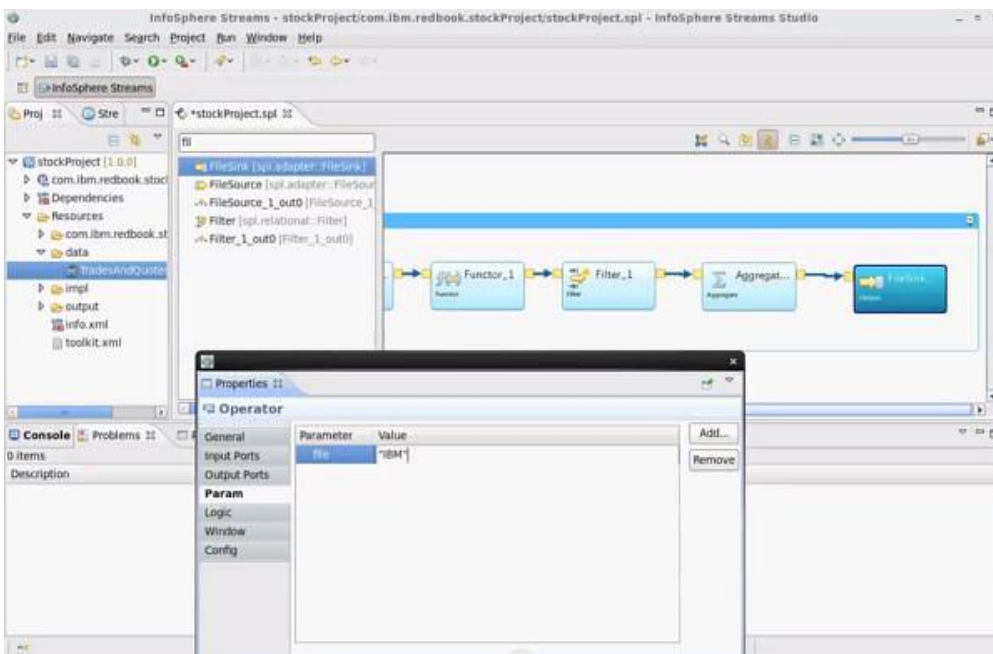 InfoSphere Streams - stockProject/com.ibm.redbook.stockProject/stockProject.spl - InfoSphere Streams Studio
File Edit Navigate Search Project Run Window Help
InfoSphere Streams
Proj
Stre
*stockProject.spl
fil
stockProject [1.0.0]
com.ibm.redbook.stoc
Dependencies
Resources
com.ibm.redbook.st
data
TradesAndQuotes
impl
output
info.xml
toolkit.xml
FileSink [spl.adapter::FileSink]
FileSource [spl.adapter::FileSour
FileSource_1_out0 [FileSource_1
Filter [spl.relational::Filter]
Filter_1_out0 [Filter_1_out0]
Functor_1
Functor
Filter_1
Filter
Aggregat...
Aggregate
FileSink...
FileSink
Properties
Operator
General
Input Ports
Output Ports
Param
Logic
Window
Config
Parameter Value
file "IBM"
Add...
Remove
Console
Problems
0 items
Description